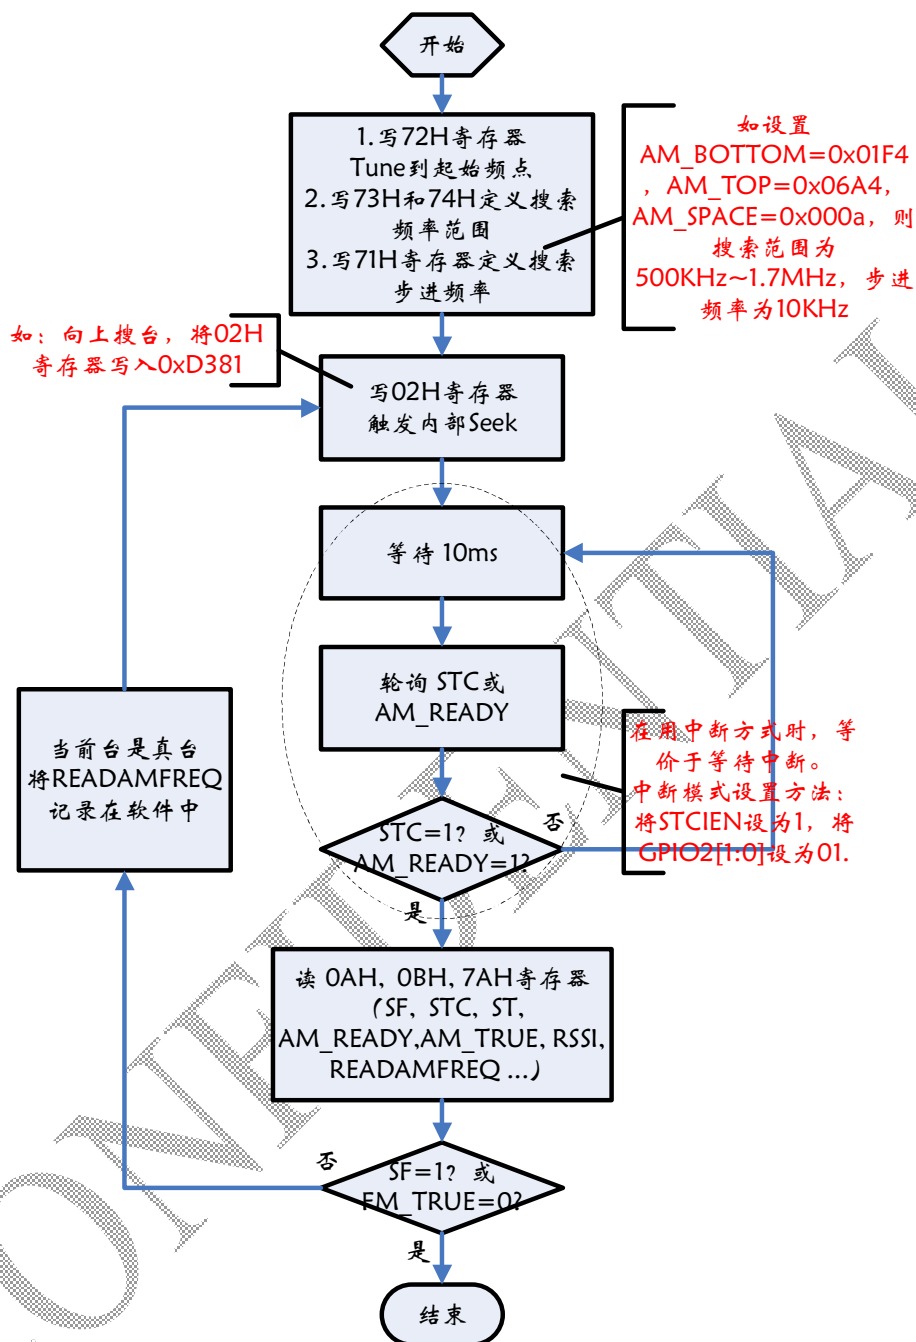 开始
1.写72H寄存器
Tune到起始频点
2.写73H和74H定义搜索
频率范围
3.写71H寄存器定义搜索
步进频率
如设置
AM_BOTTOM=0x01F4
，AM_TOP=0x06A4,
AM_SPACE=0x000a，则
搜索范围为
500KHz~1.7MHz，步进
频率为10KHz
如：向上搜台，将02H
寄存器写入0xD381
写02H寄存器
触发内部Seek
等待 10ms
轮询 STC或
AM_READY
当前台是真台
将READAMFREQ
记录在软件中
在用中断方式时，等
价于等待中断。
中断模式设置方法：
将STCIEN设为1，将
GPIO2[1:0]设为01.
STC=1？或
AM_READY=1？
否
是
读 0AH, 0BH, 7AH寄存器
(SF, STC, ST,
AM_READY,AM_TRUE, RSSI,
READAMFREQ ...)
SF=1？或
FM_TRUE=0？
否
是
结束
CONFIDENTIAL